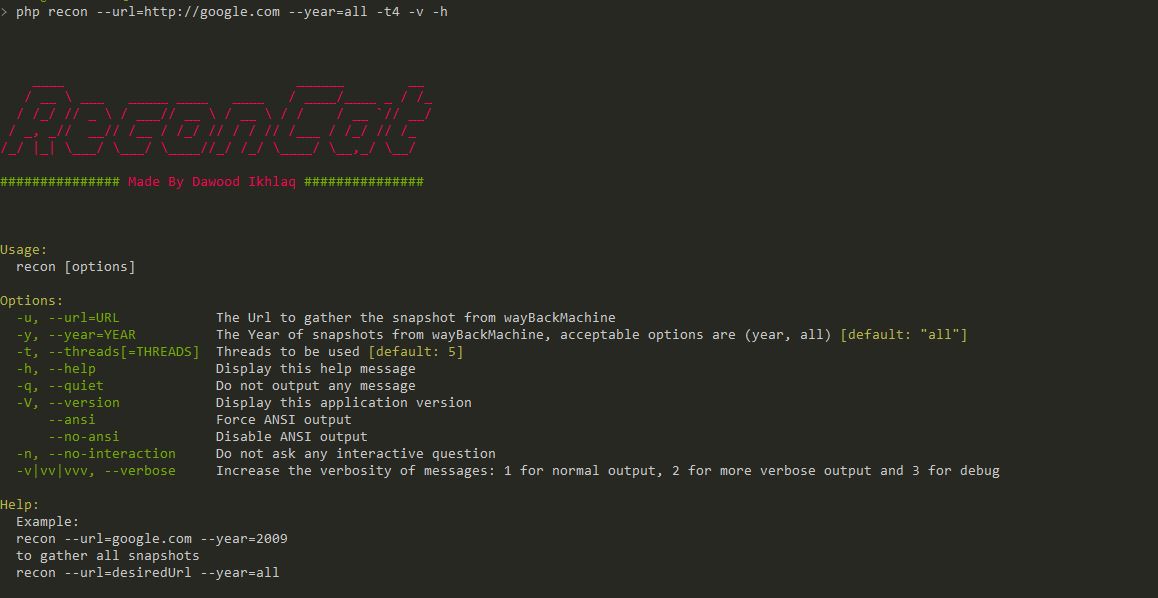 > php recon --url=http://google.com --year=all -t4 -v -h
ReconCat
############### Made By Dawood Ikhlaq ###############
Usage:
recon [options]
Options:
-u, --url=URL The Url to gather the snapshot from wayBackMachine
-y, --year=YEAR The Year of snapshots from wayBackMachine, acceptable options are (year, all) [default: "all"]
-t, --threads[=THREADS] Threads to be used [default: 5]
-h, --help Display this help message
-q, --quiet Do not output any message
-V, --version Display this application version
--ansi Force ANSI output
--no-ansi Disable ANSI output
-n, --no-interaction Do not ask any interactive question
-v|vv|vvv, --verbose Increase the verbosity of messages: 1 for normal output, 2 for more verbose output and 3 for debug
Help:
Example:
recon --url=google.com --year=2009
to gather all snapshots
recon --url=desiredUrl --year=all